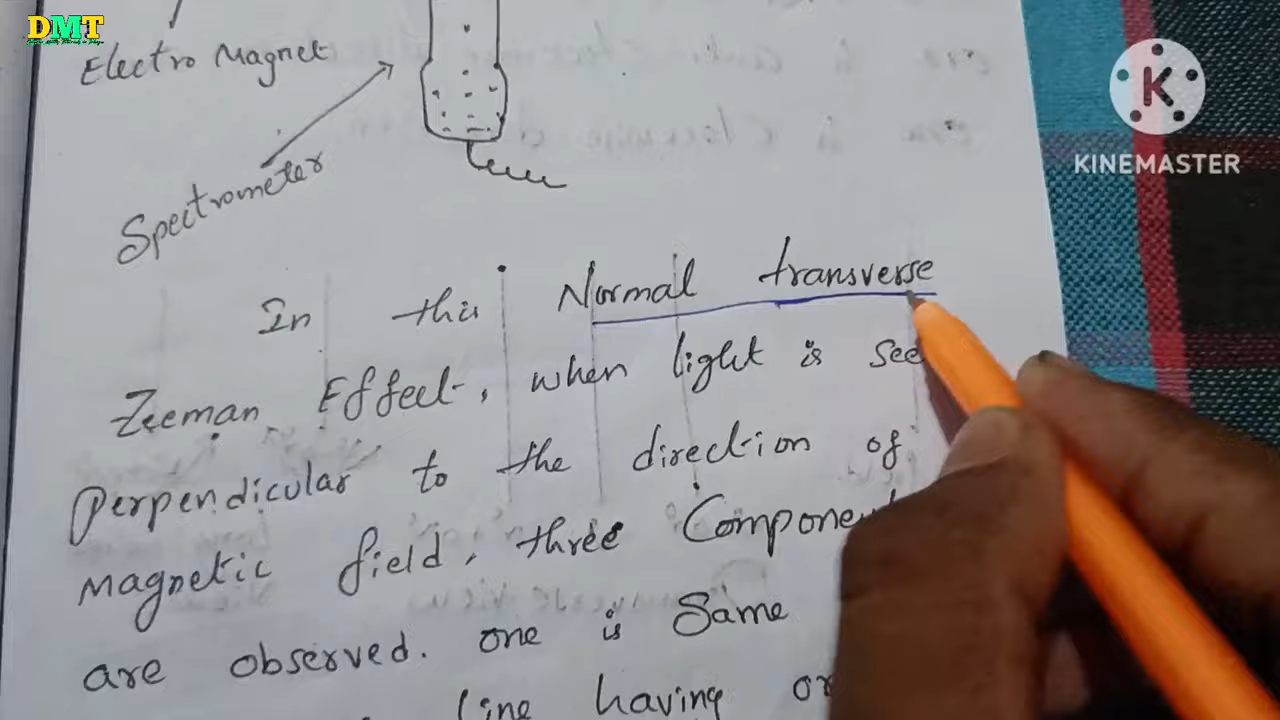 DMT
KINEMASTER
Electro Magnet
Spectrometer
In this Normal transverse
Zeeman Effect, when light is see
perpendicular to the direction of
magnetic field, three Component
are observed. one is Same
line having